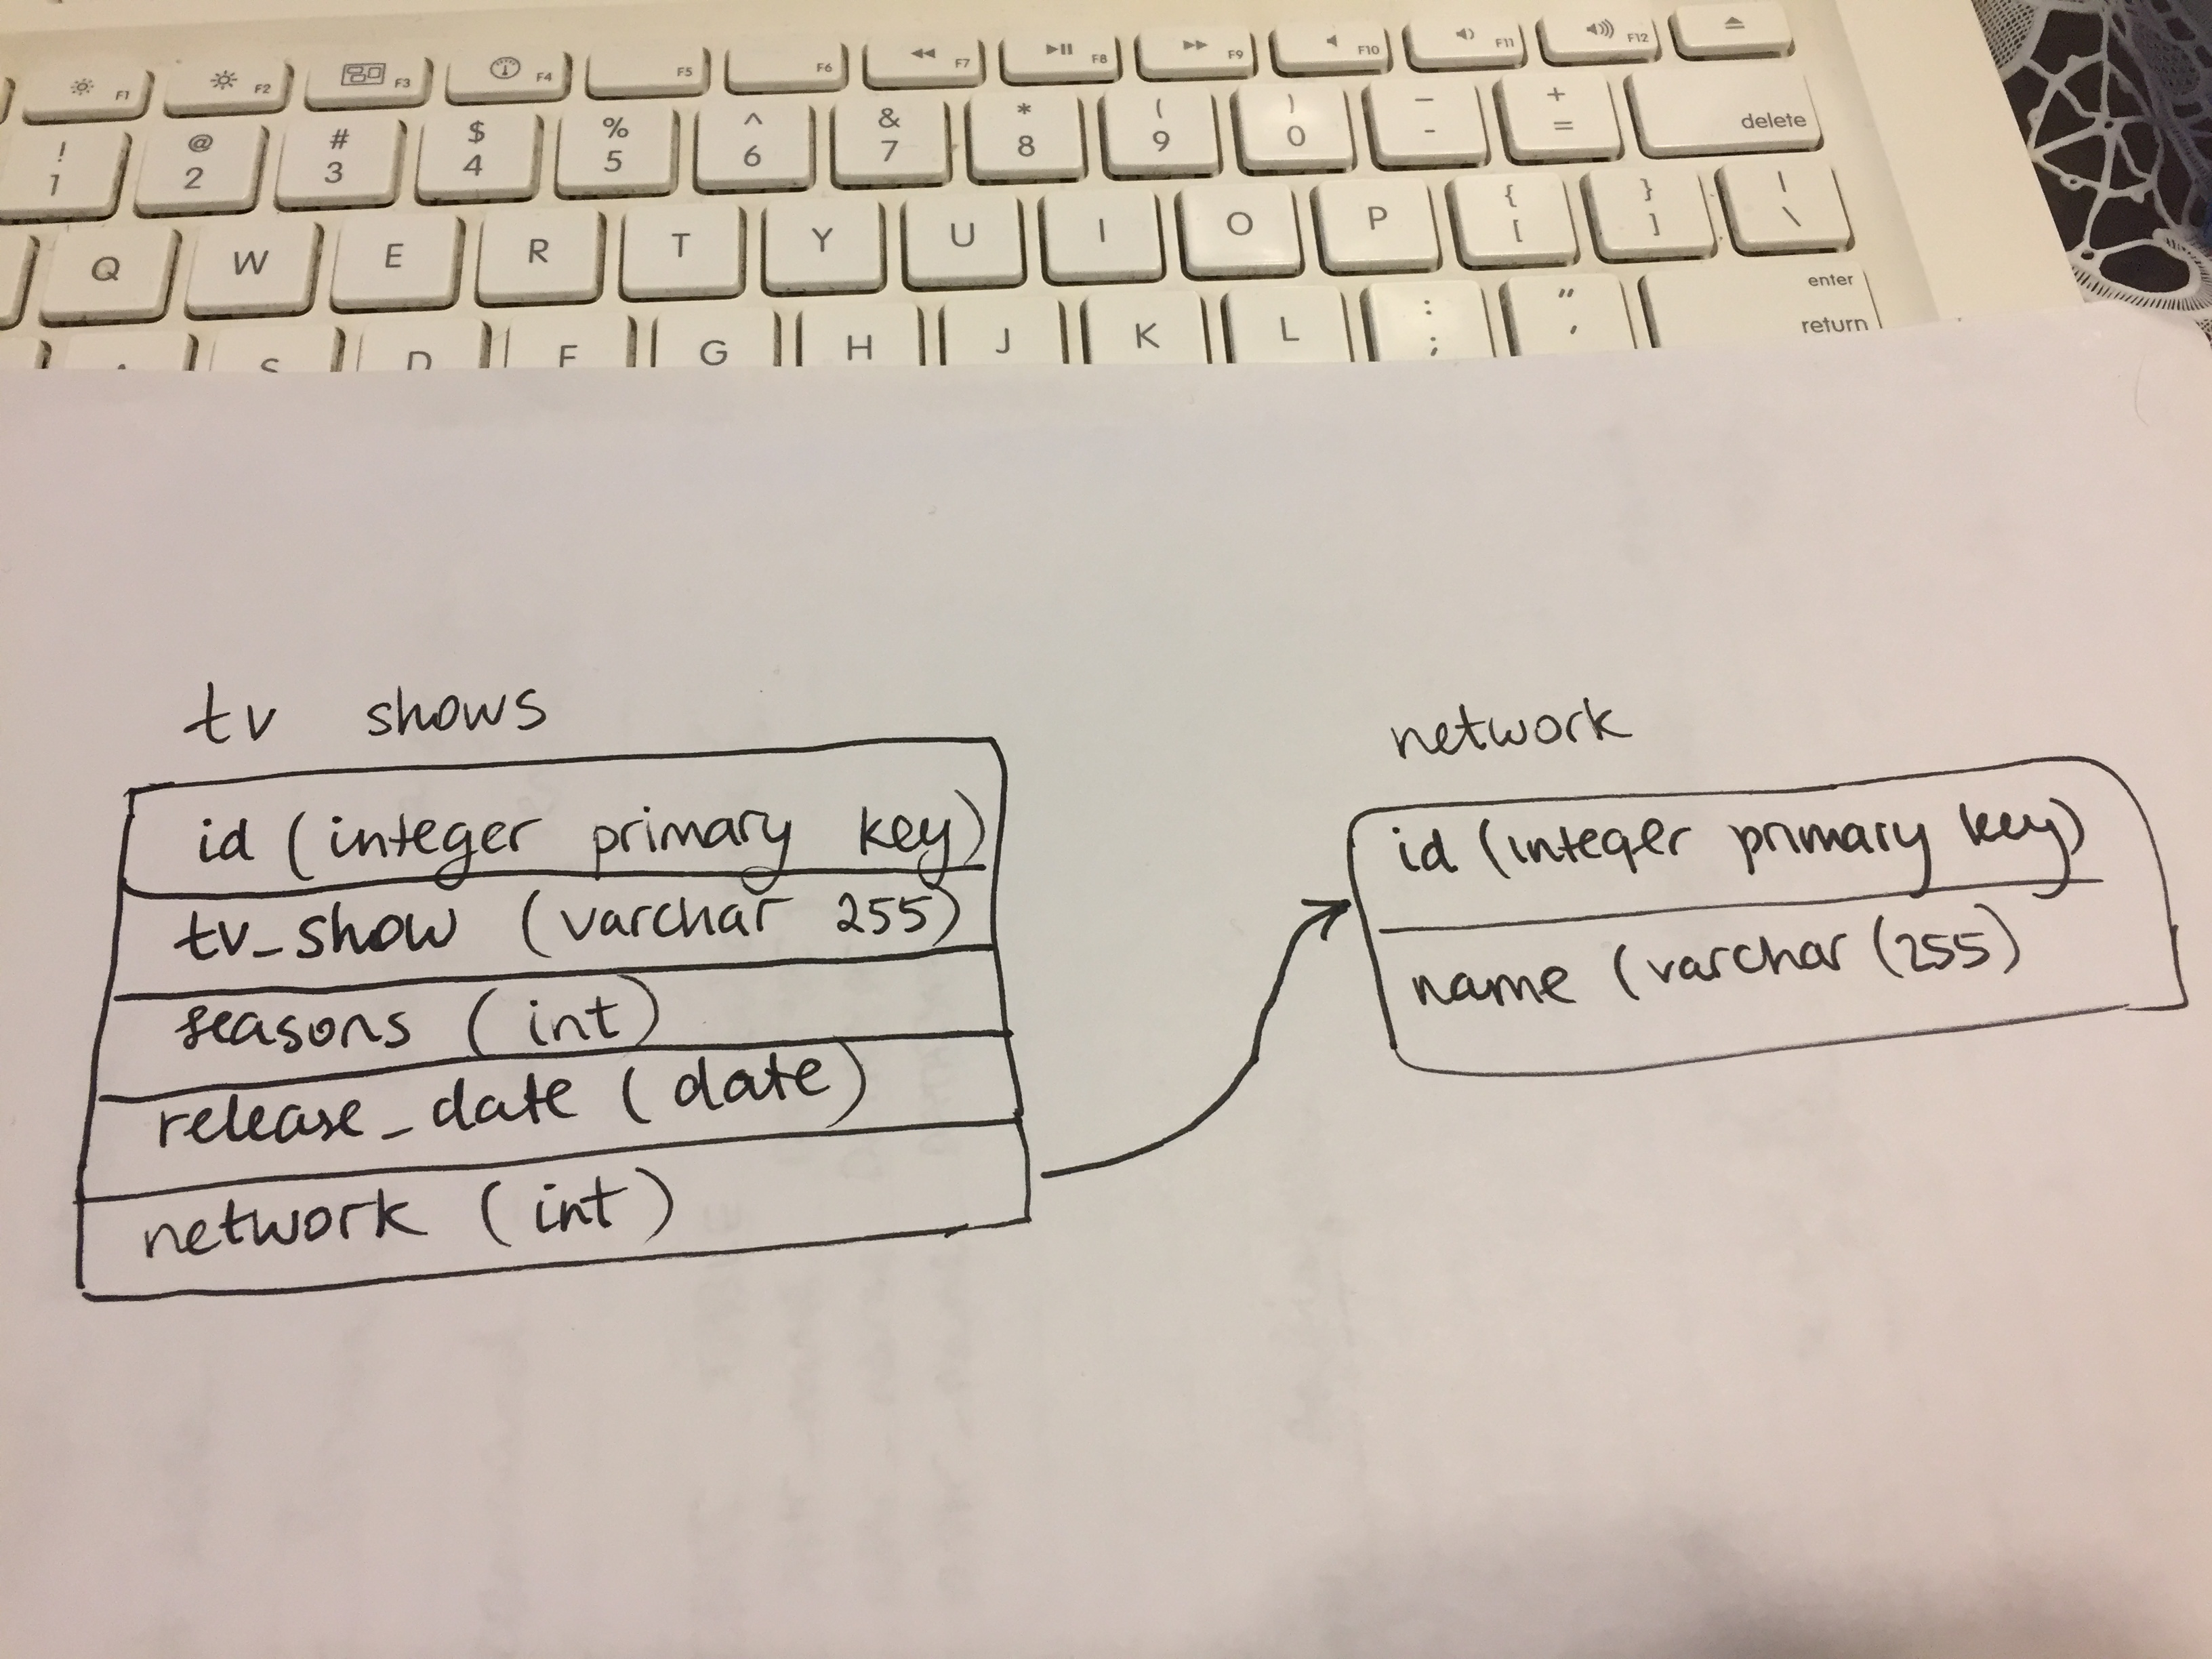 F1 F2 F3 F4 F5 F6 F7 F8 F9 F10 F11 F12
! @ # $ % ^ & * ( ) — +
1 2 3 4 5 6 7 8 9 0 - = delete
Q W E R T Y U I O P { [ } ] | \
enter
S D F G H J K L : ; " ' return
tv shows
id (integer primary key)
tv_show (varchar 255)
seasons (int)
release_date (date)
network (int)
network
id (integer primary key)
name (varchar (255)